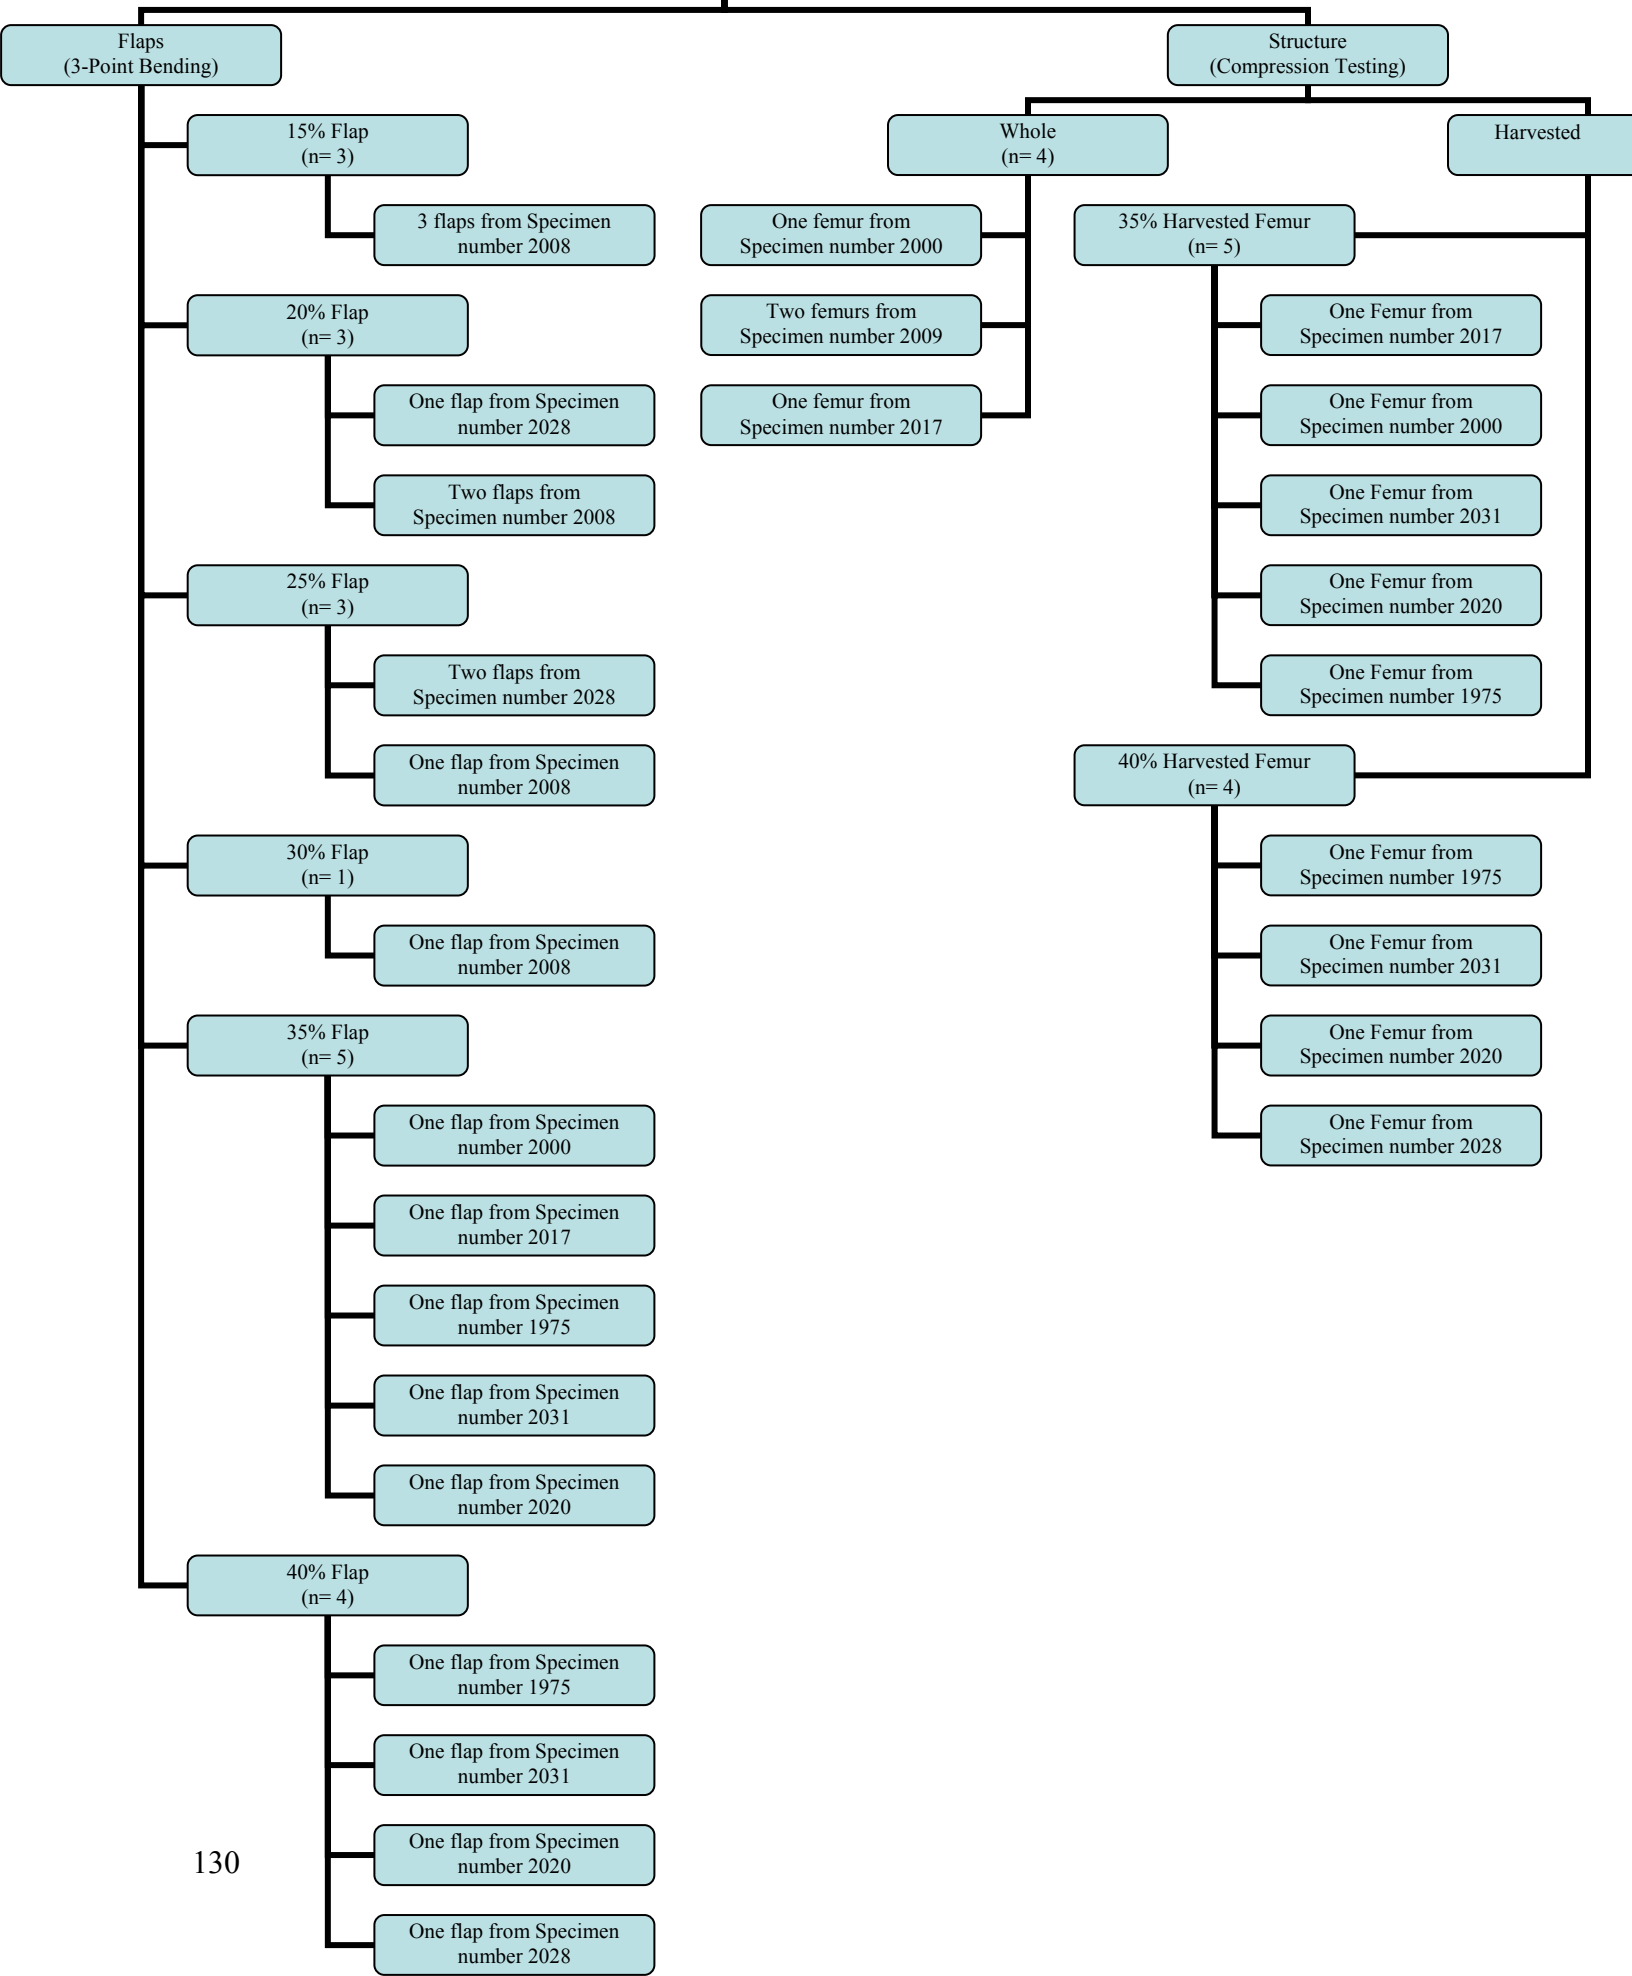 Flaps
(3-Point Bending)
15% Flap
(n= 3)
3 flaps from Specimen
number 2008
20% Flap
(n= 3)
One flap from Specimen
number 2028
Two flaps from
Specimen number 2008
25% Flap
(n= 3)
Two flaps from
Specimen number 2028
One flap from Specimen
number 2008
30% Flap
(n= 1)
One flap from Specimen
number 2008
35% Flap
(n= 5)
One flap from Specimen
number 2000
One flap from Specimen
number 2017
One flap from Specimen
number 1975
One flap from Specimen
number 2031
One flap from Specimen
number 2020
40% Flap
(n= 4)
One flap from Specimen
number 1975
One flap from Specimen
number 2031
One flap from Specimen
number 2020
One flap from Specimen
number 2028
Structure
(Compression Testing)
Whole
(n= 4)
One femur from
Specimen number 2000
Two femurs from
Specimen number 2009
One femur from
Specimen number 2017
Harvested
35% Harvested Femur
(n= 5)
One Femur from
Specimen number 2017
One Femur from
Specimen number 2000
One Femur from
Specimen number 2031
One Femur from
Specimen number 2020
One Femur from
Specimen number 1975
40% Harvested Femur
(n= 4)
One Femur from
Specimen number 1975
One Femur from
Specimen number 2031
One Femur from
Specimen number 2020
One Femur from
Specimen number 2028
130